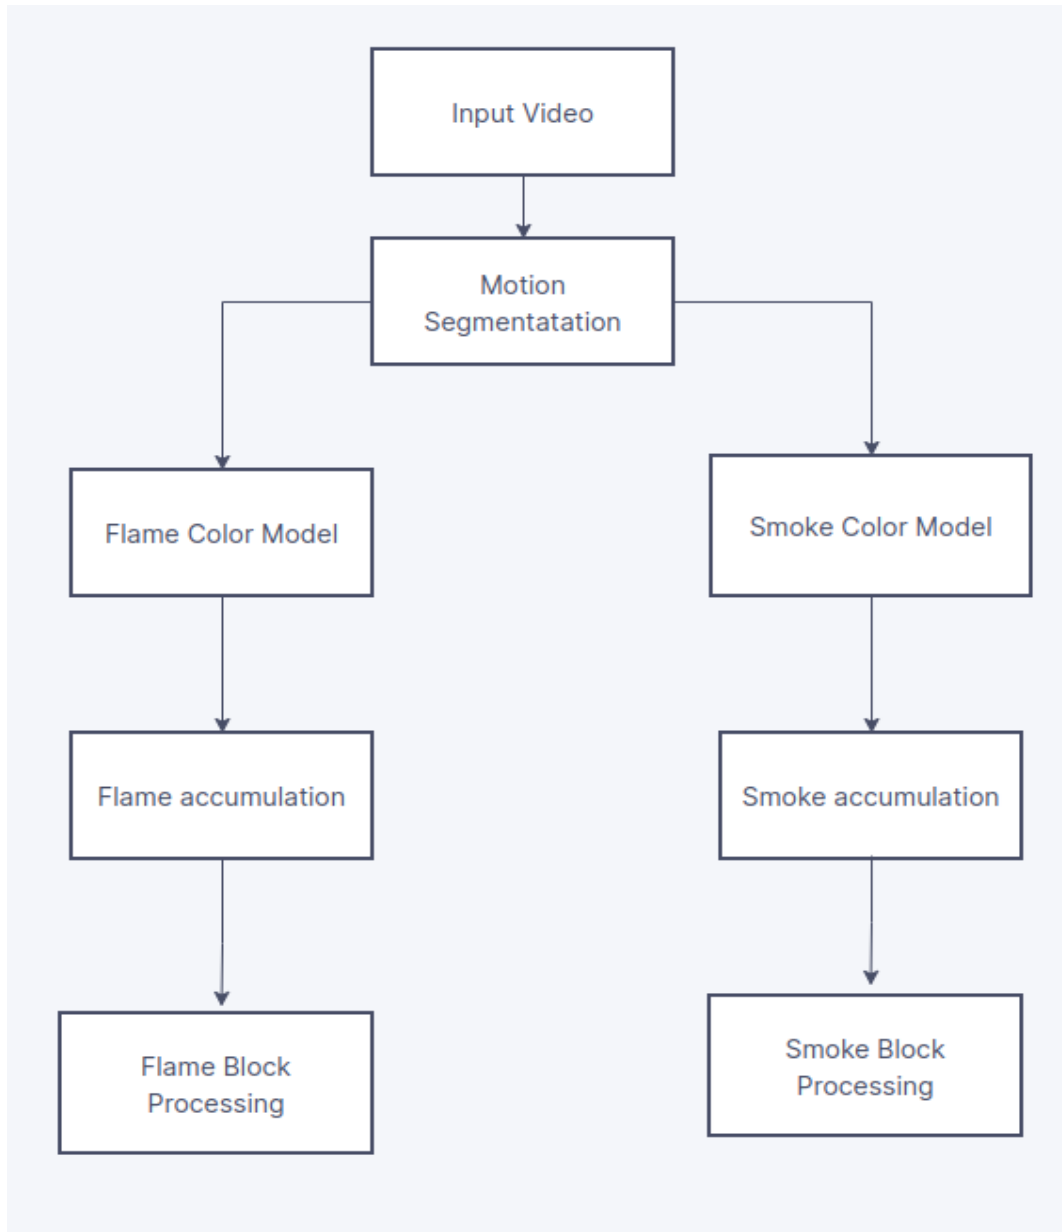 Input Video
Motion
Segmentatation
Flame Color Model
Smoke Color Model
Flame accumulation
Smoke accumulation
Flame Block
Processing
Smoke Block
Processing